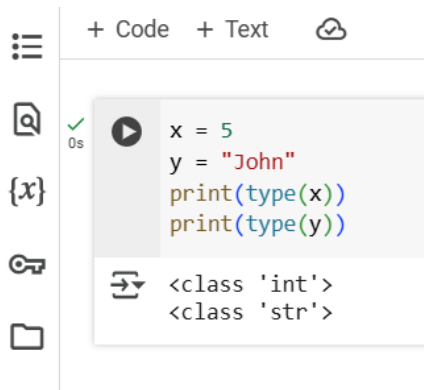 + Code + Text
{x}
0s
x = 5
y = "John"
print(type(x))
print(type(y))
<class 'int'>
<class 'str'>